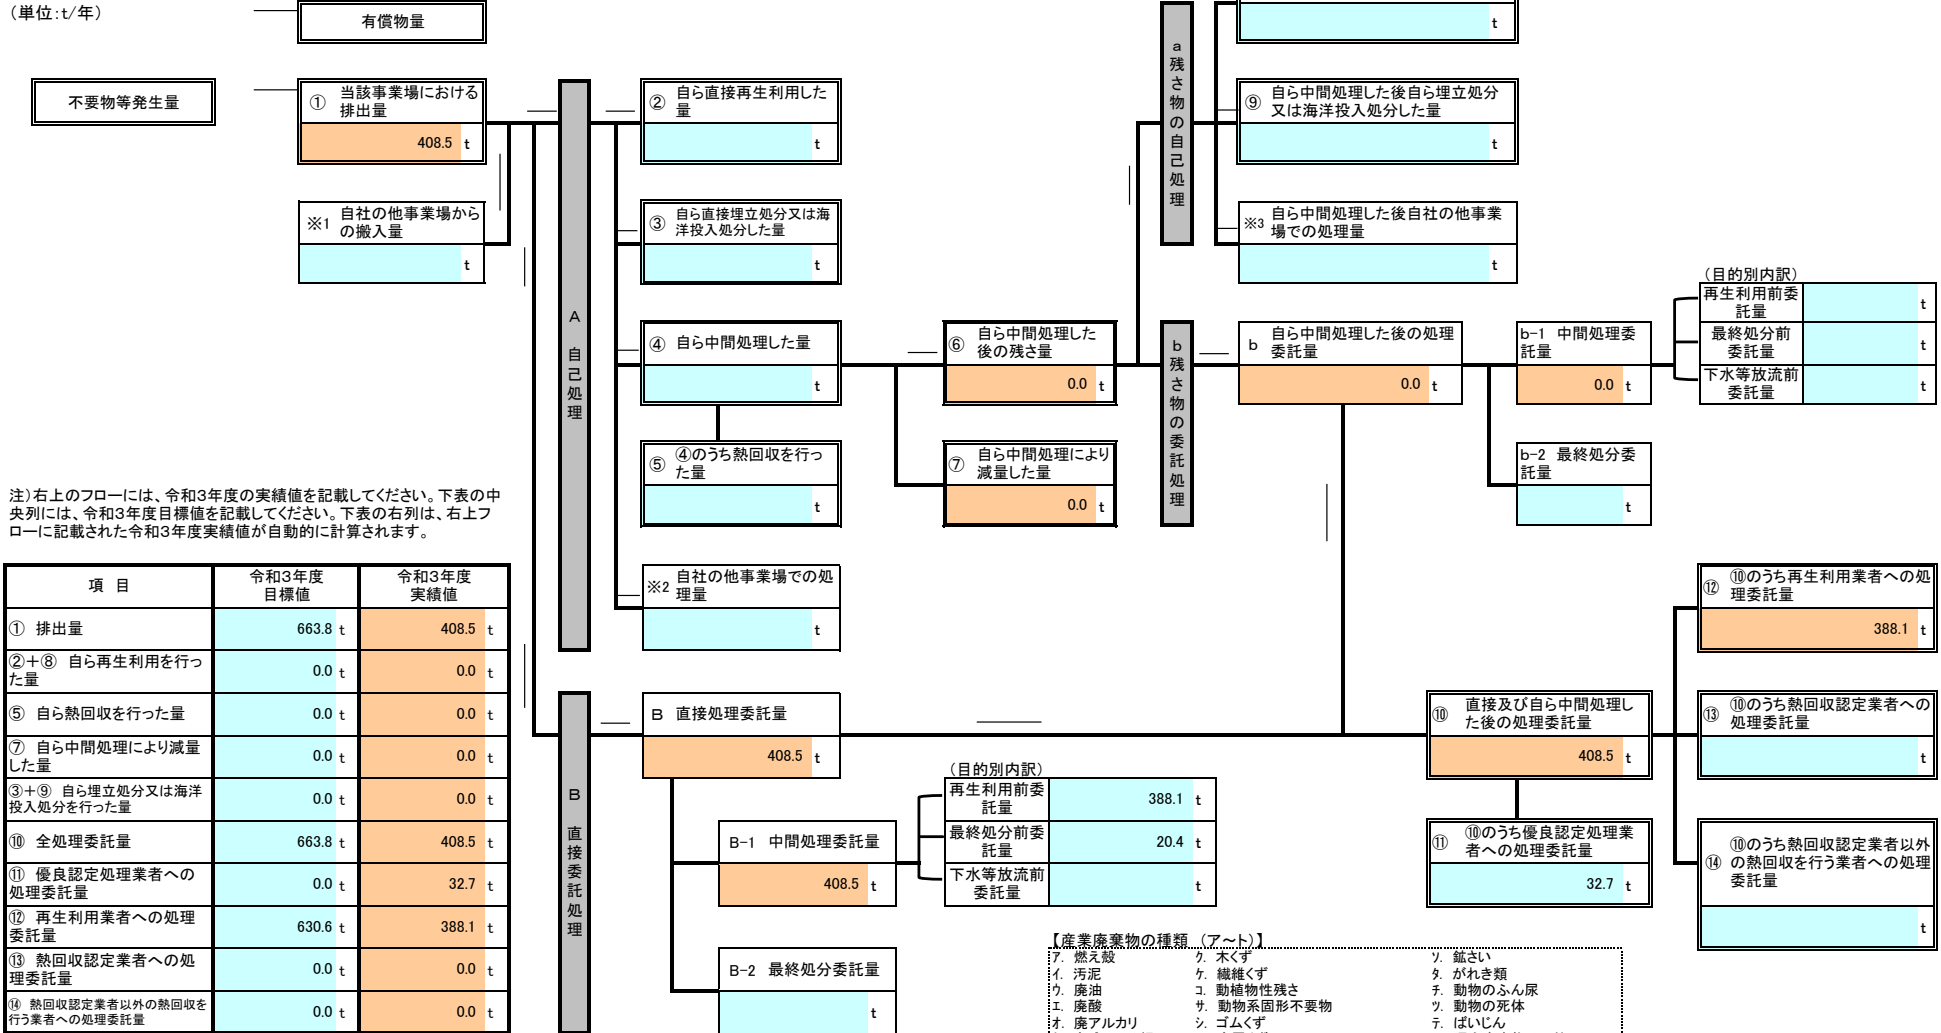 （単位：t/年）
有償物量
t
不要物等発生量
① 当該事業場における
排出量
408.5 t
※1 自社の他事業場から
の搬入量
t
A 自己処理
② 自ら直接再生利用した
量
t
③ 自ら直接埋立処分又は海
洋投入処分した量
t
④ 自ら中間処理した量
t
⑤ ④のうち熱回収を行っ
た量
t
※2 自社の他事業場での処
理量
t
⑥ 自ら中間処理した
後の残さ量
0.0 t
⑦ 自ら中間処理により
減量した量
0.0 t
a 残さ物の自己処理
⑨ 自ら中間処理した後自ら埋立処分
又は海洋投入処分した量
t
※3 自ら中間処理した後自社の他事業
場での処理量
t
b 残さ物の委託処理
b 自ら中間処理した後の処理
委託量
0.0 t
b-1 中間処理委
託量
0.0 t
b-2 最終処分委
託量
t
（目的別内訳）
再生利用前委
託量
t
最終処分前
委託量
t
下水等放流前
委託量
t
注）右上のフローには、令和3年度の実績値を記載してください。下表の中
央列には、令和3年度目標値を記載してください。下表の右列は、右上フ
ローに記載された令和3年度実績値が自動的に計算されます。
項 目 令和3年度 目標値 令和3年度 実績値
① 排出量 663.8 t 408.5 t
②＋⑧ 自ら再生利用を行っ
た量 0.0 t 0.0 t
⑤ 自ら熱回収を行った量 0.0 t 0.0 t
⑦ 自ら中間処理により減量
した量 0.0 t 0.0 t
③＋⑨ 自ら埋立処分又は海洋
投入処分を行った量 0.0 t 0.0 t
⑩ 全処理委託量 663.8 t 408.5 t
⑪ 優良認定処理業者への
処理委託量 0.0 t 32.7 t
⑫ 再生利用業者への処理
委託量 630.6 t 388.1 t
⑬ 熱回収認定業者への処
理委託量 0.0 t 0.0 t
⑭ 熱回収認定業者以外の熱回収を
行う業者への処理委託量 0.0 t 0.0 t
B 直接委託処理
B 直接処理委託量
408.5 t
B-1 中間処理委託量
408.5 t
B-2 最終処分委託量
t
（目的別内訳）
再生利用前委
託量
388.1 t
最終処分前委
託量
20.4 t
下水等放流前
委託量
t
⑩ 直接及び自ら中間処理し
た後の処理委託量
408.5 t
⑪ ⑩のうち優良認定処理業
者への処理委託量
32.7 t
⑫ ⑩のうち再生利用業者への処
理委託量
388.1 t
⑬ ⑩のうち熱回収認定業者への
処理委託量
t
⑭ ⑩のうち熱回収認定業者以外
の熱回収を行う業者への処理
委託量
t
【産業廃棄物の種類 （ア～ト）】
ア. 燃え殻 ク. 木くず ソ. 鉱さい
イ. 汚泥 ケ. 繊維くず タ. がれき類
ウ. 廃油 コ. 動植物性残さ チ. 動物のふん尿
エ. 廃酸 サ. 動物系固形不要物 ツ. 動物の死体
オ. 廃アルカリ シ. ゴムくず テ. ばいじん